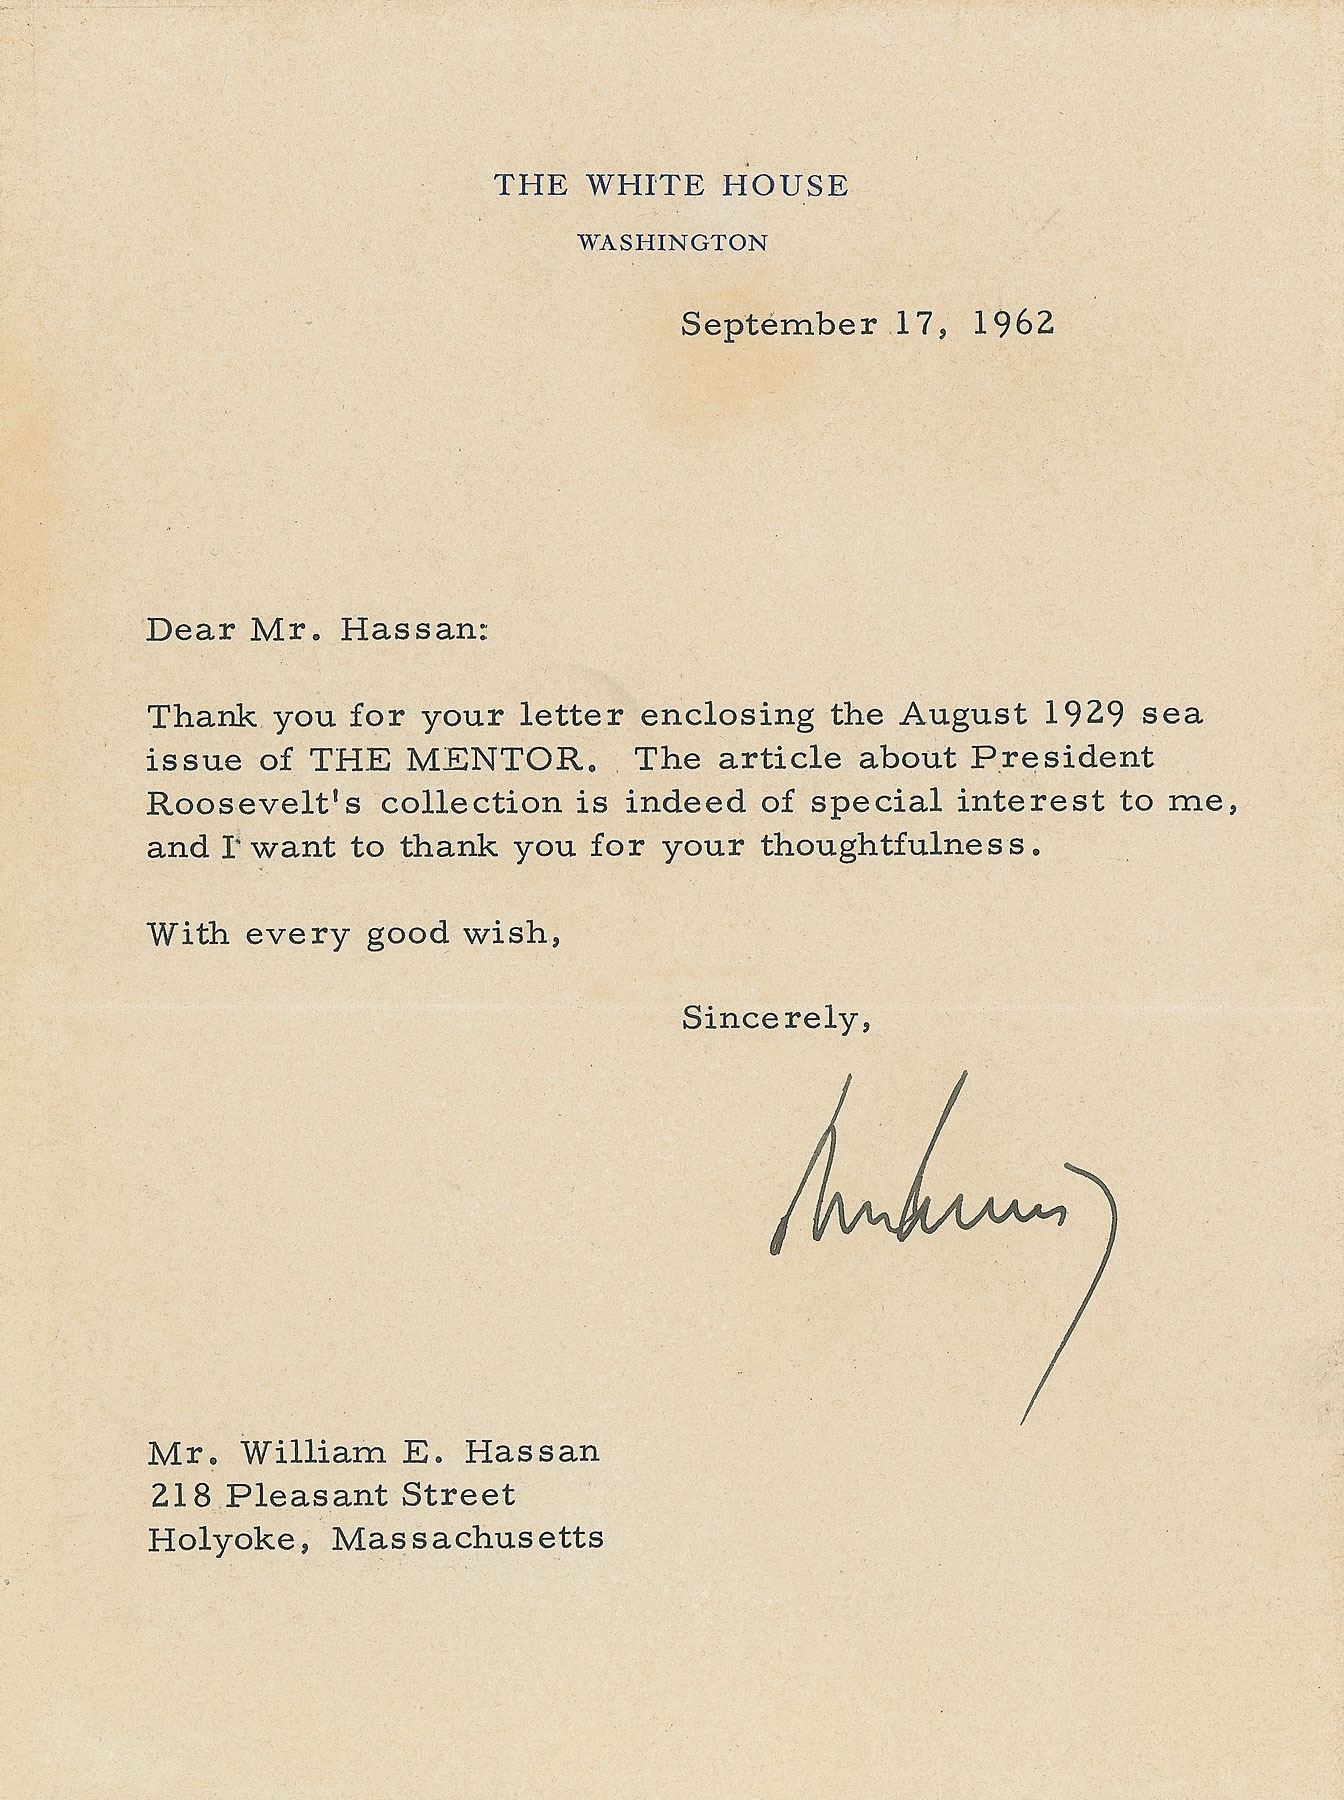 THE WHITE HOUSE
WASHINGTON
September 17, 1962
Dear Mr. Hassan:
Thank you for your letter enclosing the August 1929 sea
issue of THE MENTOR. The article about President
Roosevelt's collection is indeed of special interest to me,
and I want to thank you for your thoughtfulness.
With every good wish,
Sincerely,
Mr. William E. Hassan
218 Pleasant Street
Holyoke, Massachusetts